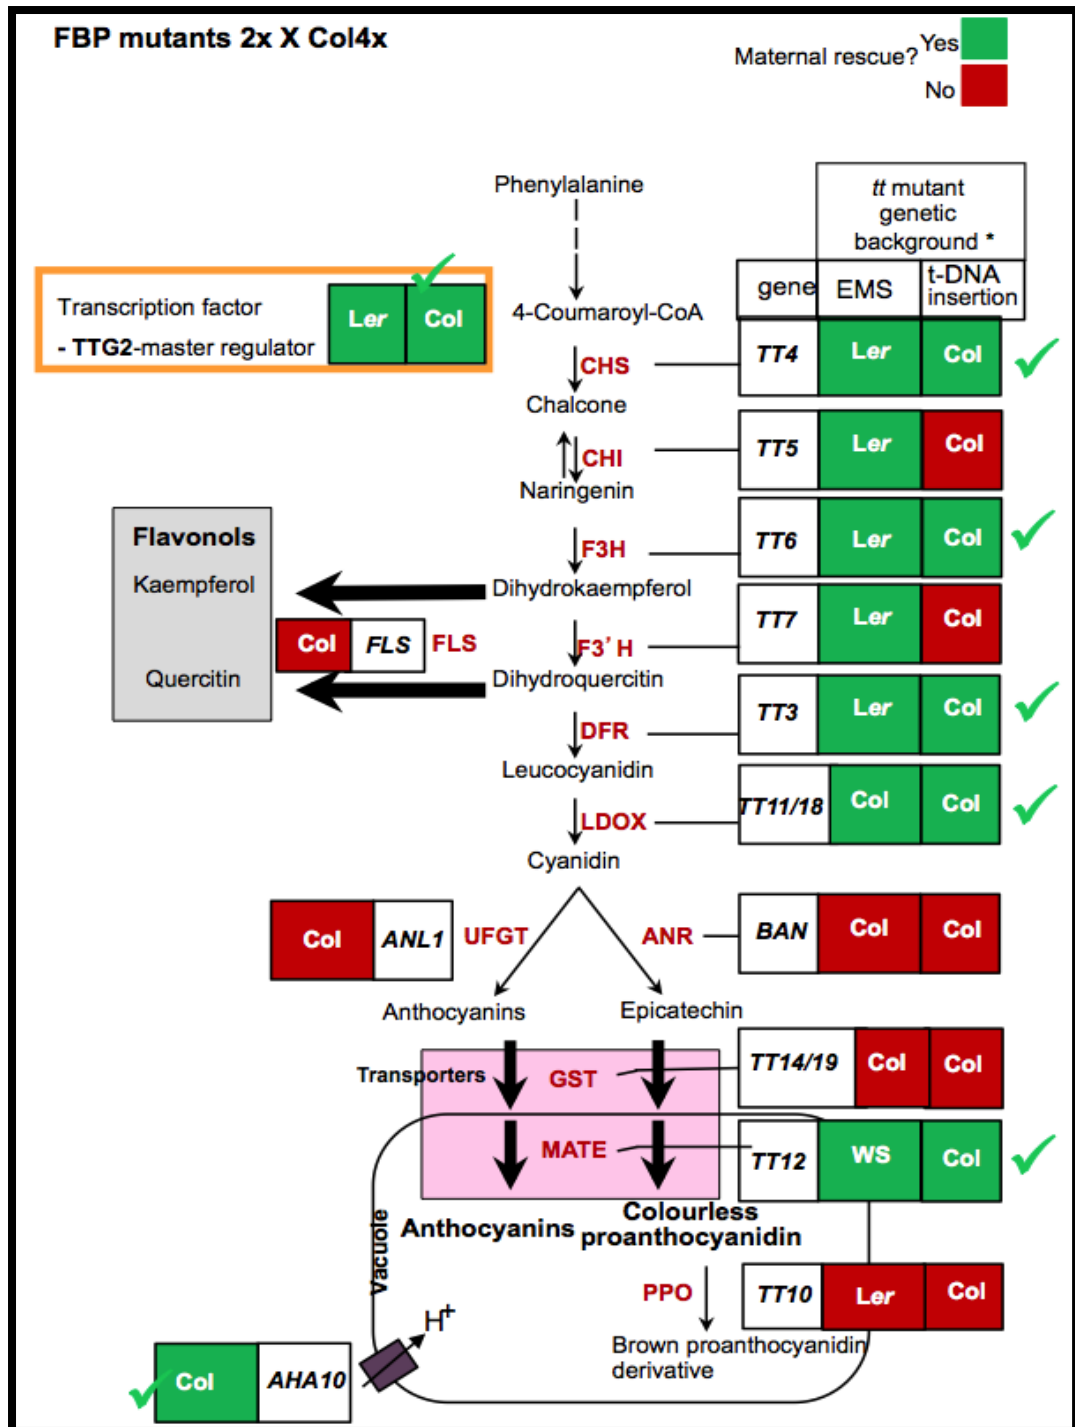 FBP mutants 2x X Col4x
Maternal rescue? Yes
No
Phenylalanine
tt mutant
genetic
background *
gene EMS t-DNA
insertion
Transcription factor
- TTG2-master regulator
Ler Col
4-Coumaroyl-CoA
CHS
TT4 Ler Col
Chalcone
CHI
TT5 Ler Col
Naringenin
F3H
TT6 Ler Col
Flavonols
Kaempferol
Dihydrokaempferol
Col FLS FLS
F3' H
TT7 Ler Col
Quercitin
Dihydroquercitin
DFR
TT3 Ler Col
Leucocyanidin
LDOX
TT11/18 Col Col
Cyanidin
Col ANL1 UFGT
ANR
BAN Col Col
Anthocyanins
Epicatechin
Transporters
GST
TT14/19 Col Col
MATE
TT12 WS Col
Vacuole
Anthocyanins
Colourless
proanthocyanidin
PPO
TT10 Ler Col
H+
Brown proanthocyanidin
derivative
Col AHA10